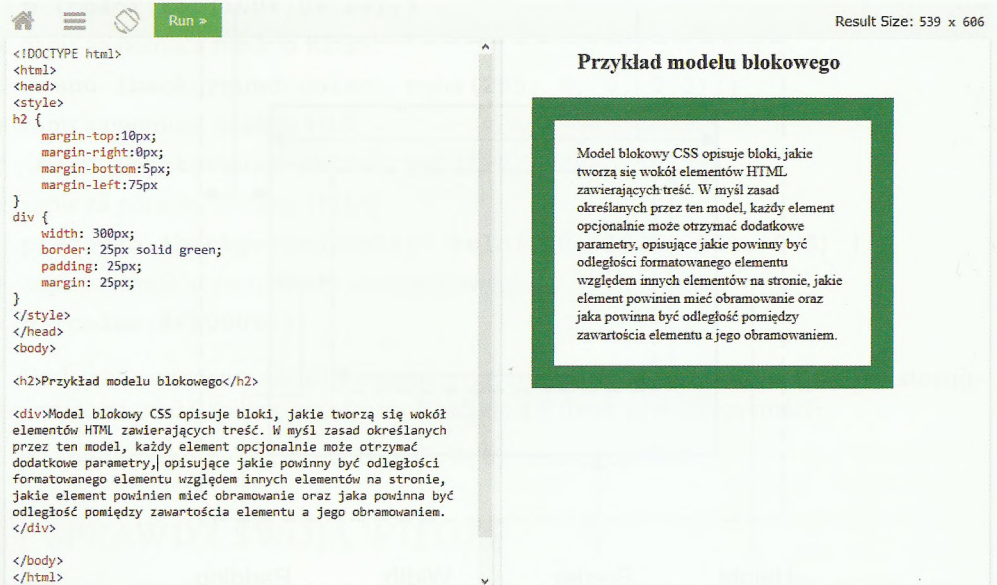 Run »
Result Size: 539 x 606
<!DOCTYPE html>
<html>
<head>
<style>
h2 {
    margin-top:10px;
    margin-right:0px;
    margin-bottom:5px;
    margin-left:75px
}
div {
    width: 300px;
    border: 25px solid green;
    padding: 25px;
    margin: 25px;
}
</style>
</head>
<body>

<h2>Przykład modelu blokowego</h2>

<div>Model blokowy CSS opisuje bloki, jakie tworzą się wokół
elementów HTML zawierających treść. W myśl zasad określanych
przez ten model, każdy element opcjonalnie może otrzymać
dodatkowe parametry, opisujące jakie powinny być odległości
formatowanego elementu względem innych elementów na stronie,
jakie element powinien mieć obramowanie oraz jaka powinna być
odległość pomiędzy zawartościa elementu a jego obramowaniem.
</div>

</body>
</html>
Przykład modelu blokowego
Model blokowy CSS opisuje bloki, jakie
tworzą się wokół elementów HTML
zawierających treść. W myśl zasad
określanych przez ten model, każdy element
opcjonalnie może otrzymać dodatkowe
parametry, opisujące jakie powinny być
odległości formatowanego elementu
względem innych elementów na stronie, jakie
element powinien mieć obramowanie oraz
jaka powinna być odległość pomiędzy
zawartościa elementu a jego obramowaniem.